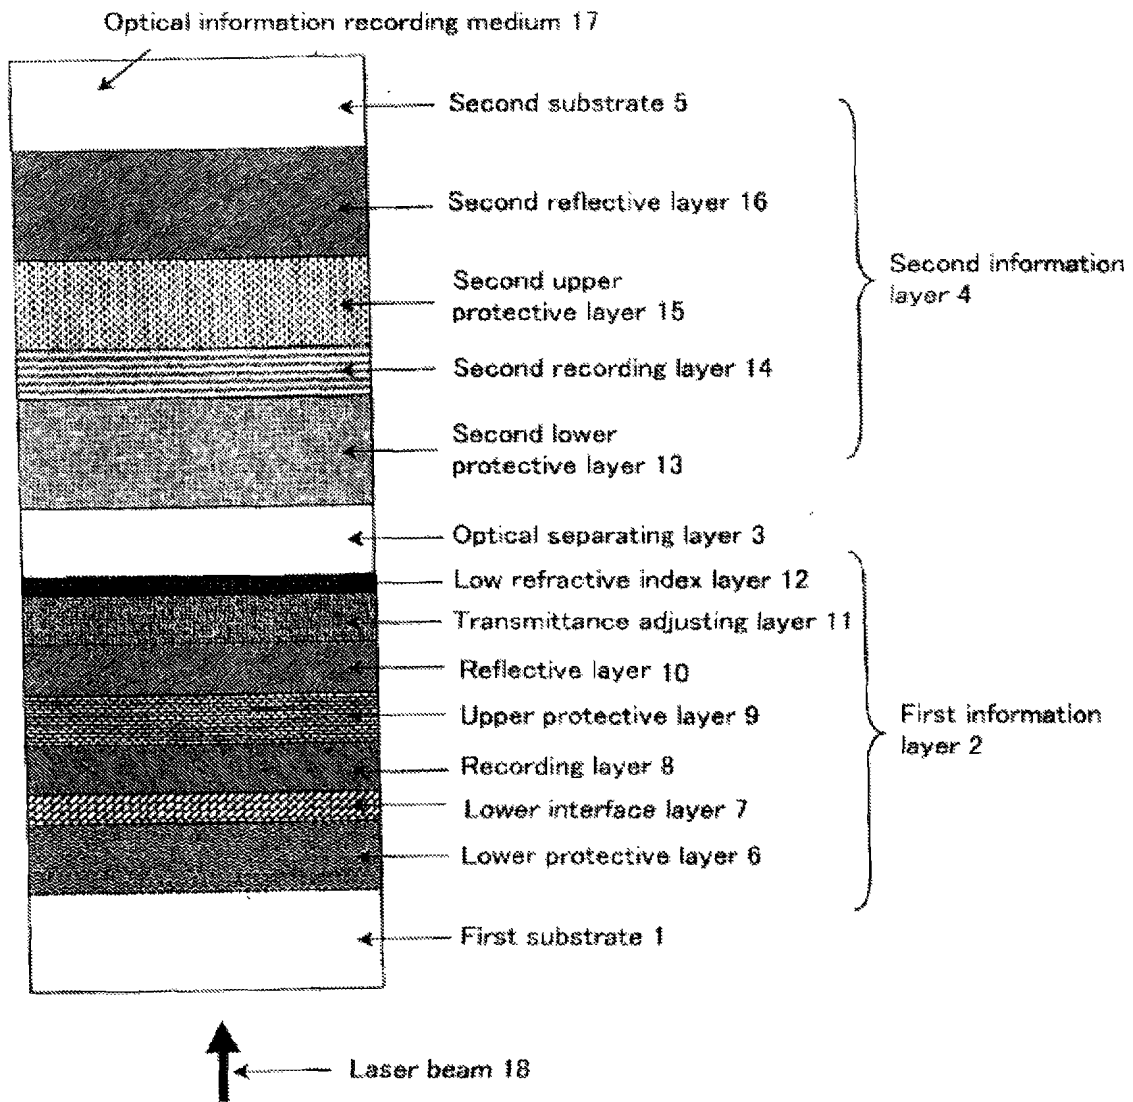 Optical information recording medium 17
Second substrate 5
Second reflective layer 16
Second information
layer 4
Second upper
protective layer 15
Second recording layer 14
Second lower
protective layer 13
Optical separating layer 3
Low refractive index layer 12
Transmittance adjusting layer 11
Reflective layer 10
Upper protective layer 9
First information
layer 2
Recording layer 8
Lower interface layer 7
Lower protective layer 6
First substrate 1
Laser beam 18